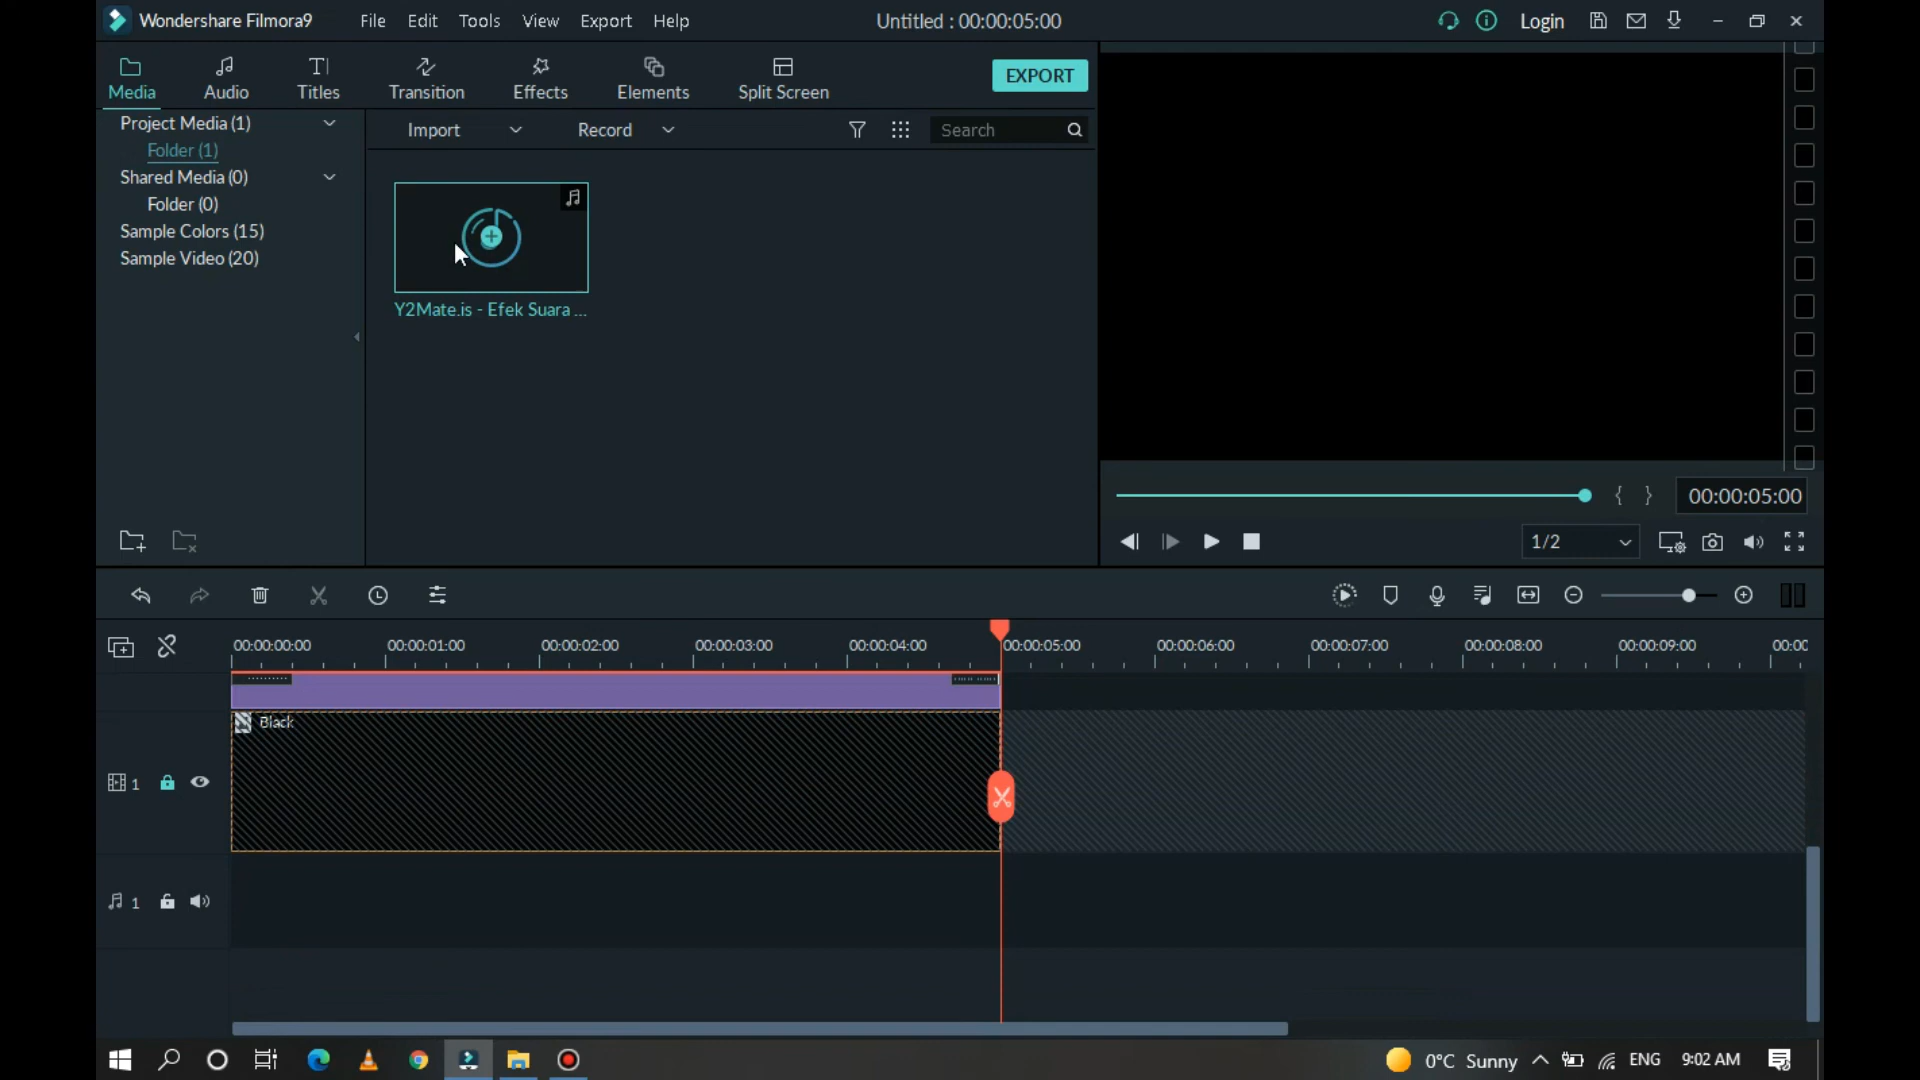 Wondershare Filmora9 File Edit Tools View Export Help Untitled : 00:00:05:00 Login
Media Audio Titles Transition Effects Elements Split Screen EXPORT
Project Media (1)
Folder (1)
Shared Media (0)
Folder (0)
Sample Colors (15)
Sample Video (20)
Import Record Search
Y2Mate.is - Efek Suara ...
00:00:05:00
1/2
00:00:00:00 00:00:01:00 00:00:02:00 00:00:03:00 00:00:04:00 00:00:05:00 00:00:06:00 00:00:07:00 00:00:08:00 00:00:09:00 00:00
Black
1
1
0°C Sunny ENG 9:02 AM